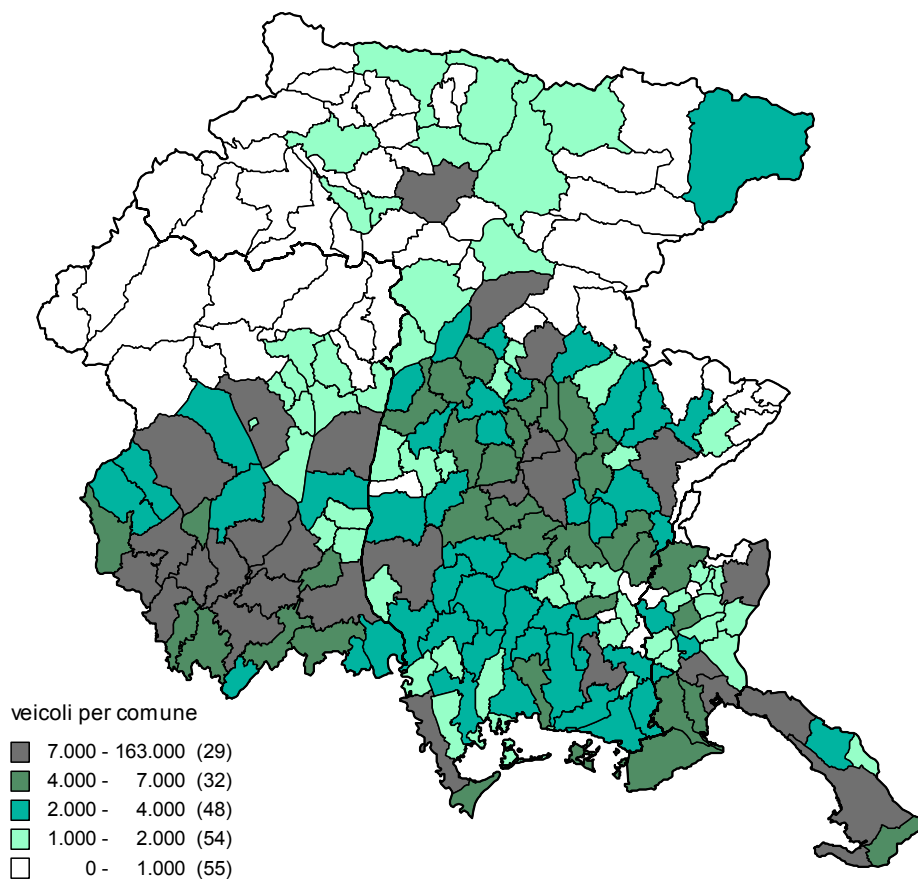 veicoli per comune
7.000 - 163.000 (29)
4.000 - 7.000 (32)
2.000 - 4.000 (48)
1.000 - 2.000 (54)
0 - 1.000 (55)